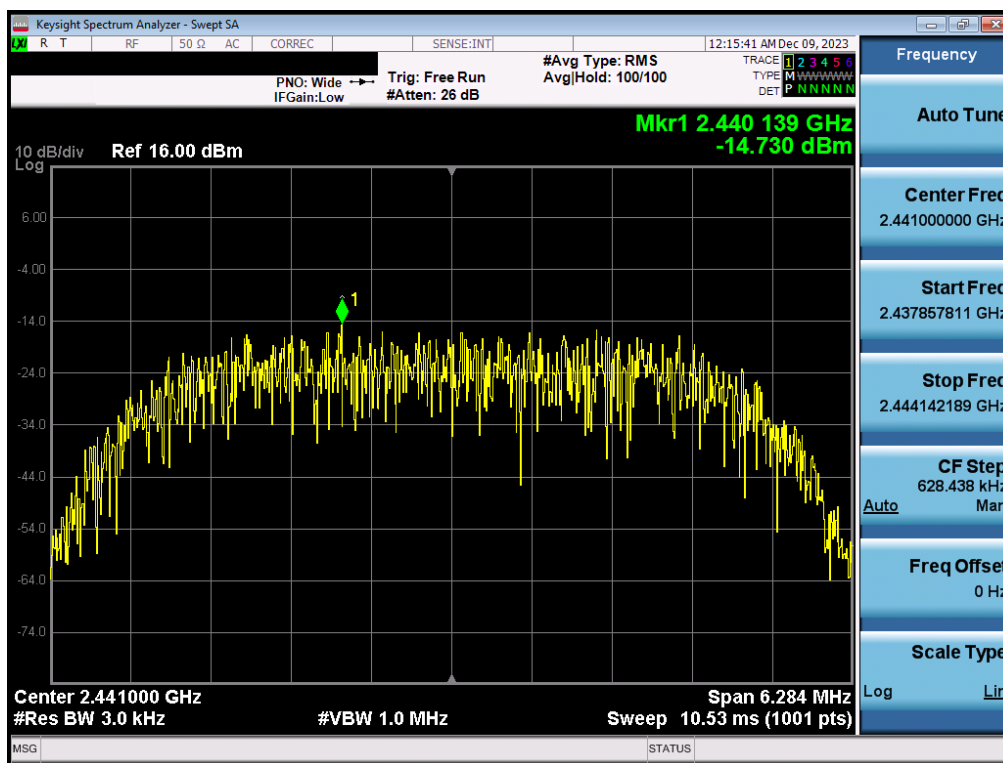 Keysight Spectrum Analyzer - Swept SA
LXI R T RF 50 Ω AC CORREC SENSE:INT 12:15:41 AM Dec 09, 2023
PNO: Wide
IFGain:Low
Trig: Free Run
#Atten: 26 dB
#Avg Type: RMS
Avg|Hold: 100/100
TRACE 1 2 3 4 5 6
TYPE M WWWWW
DET P N N N N N
Mkr1 2.440 139 GHz
-14.730 dBm
10 dB/div Ref 16.00 dBm
Log
6.00
-4.00
1
-14.0
-24.0
-34.0
-44.0
-54.0
-64.0
-74.0
Center 2.441000 GHz Span 6.284 MHz
#Res BW 3.0 kHz #VBW 1.0 MHz Sweep 10.53 ms (1001 pts)
MSG STATUS
Frequency
Auto Tune
Center Freq
2.441000000 GHz
Start Freq
2.437857811 GHz
Stop Freq
2.444142189 GHz
CF Step
628.438 kHz
Auto Man
Freq Offset
0 Hz
Scale Type
Log Lin